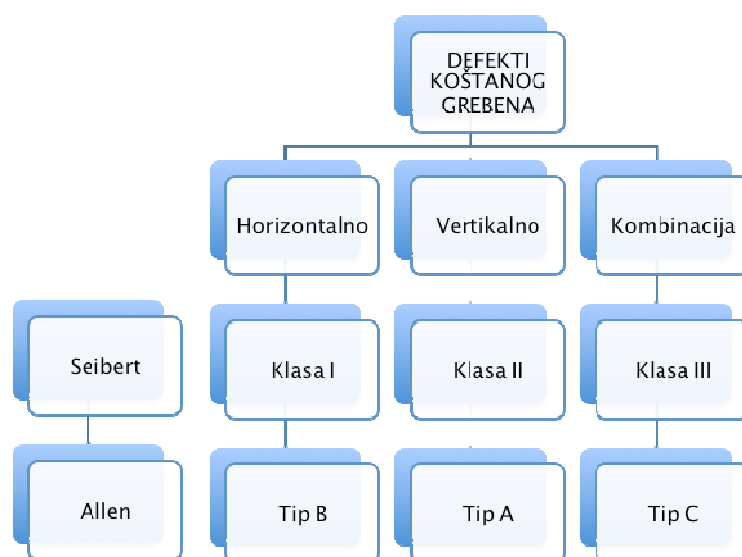 DEFEKTI
KOŠTANOG
GREBENA
Horizontalno
Vertikalno
Kombinacija
Seibert
Klasa I
Klasa II
Klasa III
Allen
Tip B
Tip A
Tip C